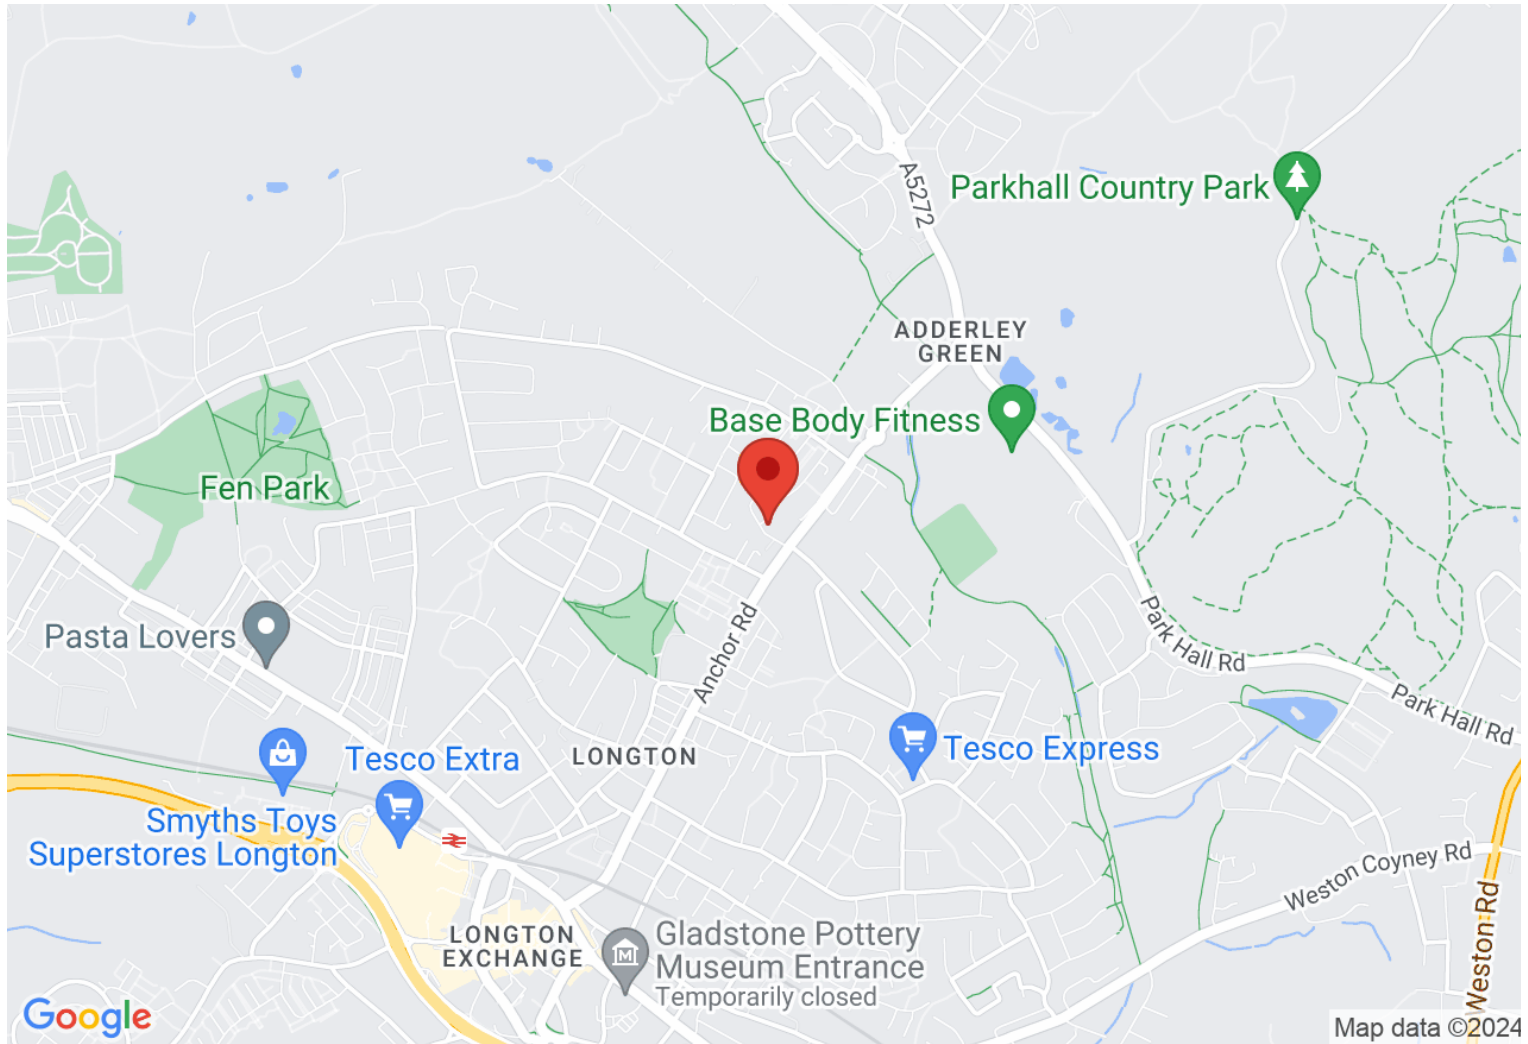 A5272
Parkhall Country Park
ADDERLEY
GREEN
Base Body Fitness
Fen Park
Pasta Lovers
Anchor Rd
Park Hall Rd
Park Hall Rd
Tesco Express
LONGTON
Tesco Extra
Smyths Toys
Superstores Longton
Weston Coyney Rd
Weston Rd
LONGTON
EXCHANGE
Gladstone Pottery
Museum Entrance
Temporarily closed
M
Google
Map data ©2024